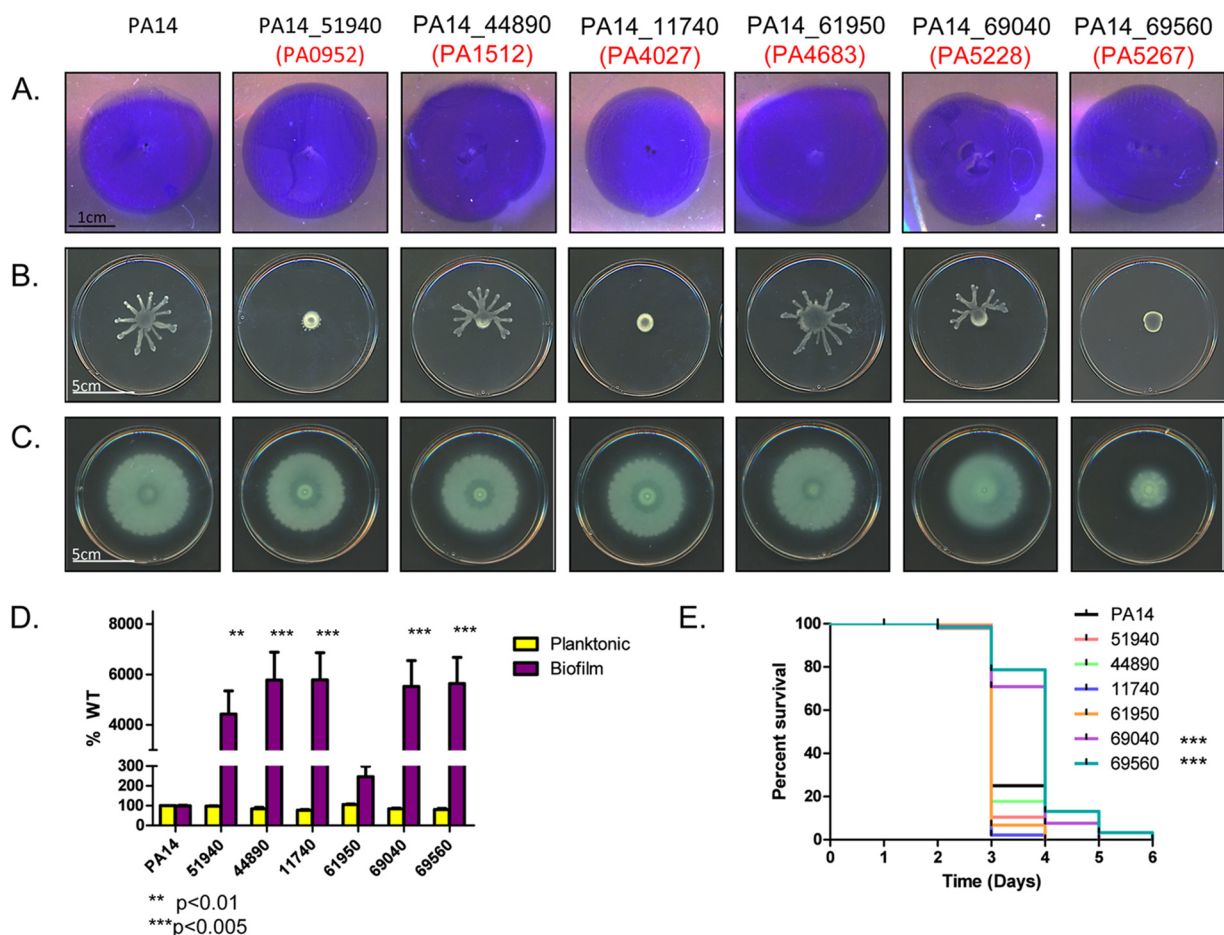 PA14 PA14_51940 PA14_44890 PA14_11740 PA14_61950 PA14_69040 PA14_69560
(PA0952) (PA1512) (PA4027) (PA4683) (PA5228) (PA5267)
A.
1cm
B.
5cm
C.
5cm
D.
% WT
8000
6000
4000
300
200
100
0
PA14 51940 44890 11740 61950 69040 69560
** *** *** *** ***
Planktonic
Biofilm
** p<0.01
***p<0.005
E.
Percent survival
100
80
60
40
20
0
0 1 2 3 4 5 6
Time (Days)
PA14
51940
44890
11740
61950
69040 ***
69560 ***